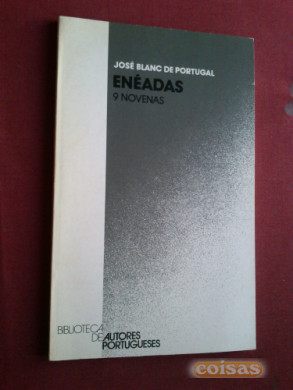 JOSÉ BLANC DE PORTUGAL
ENÉADAS
9 NOVENAS
BIBLIOTECA
DE AUTORES
PORTUGUESES
coisas